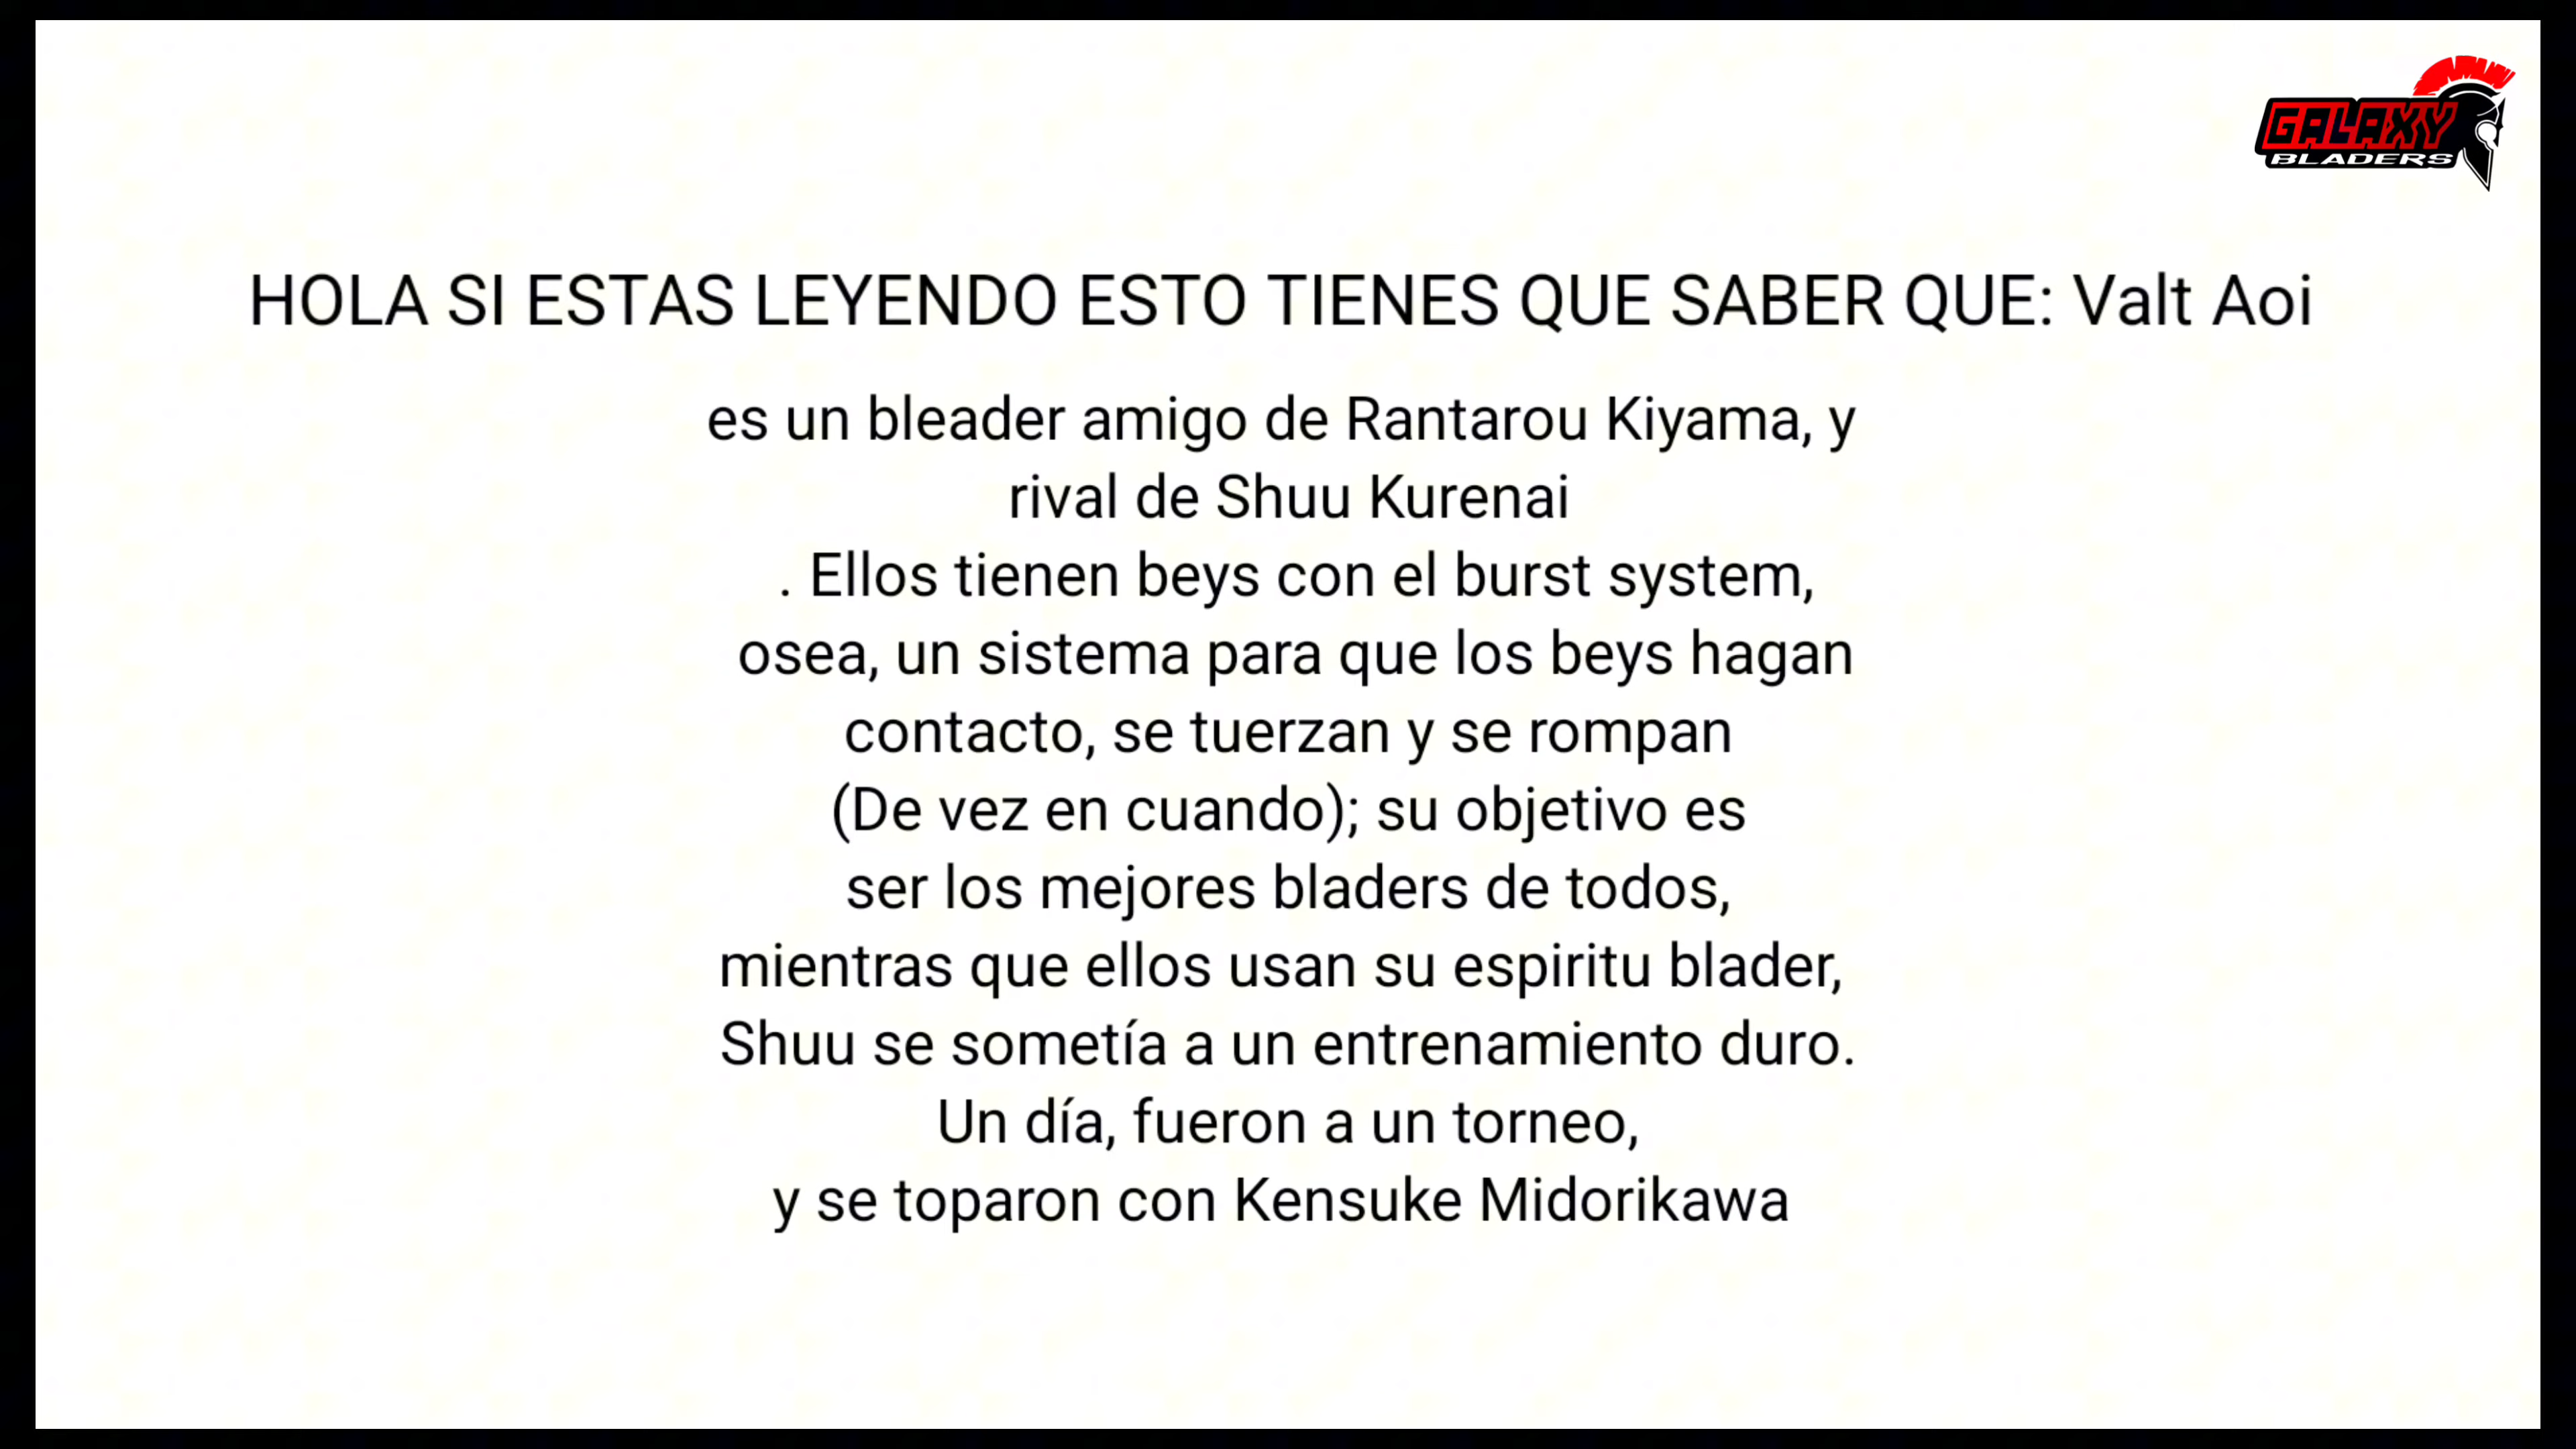 GALAXY
BLADERS
HOLA SI ESTAS LEYENDO ESTO TIENES QUE SABER QUE: Valt Aoi
es un bleader amigo de Rantarou Kiyama, y
rival de Shuu Kurenai
. Ellos tienen beys con el burst system,
osea, un sistema para que los beys hagan
contacto, se tuerzan y se rompan
(De vez en cuando); su objetivo es
ser los mejores bladers de todos,
mientras que ellos usan su espiritu blader,
Shuu se sometía a un entrenamiento duro.
Un día, fueron a un torneo,
y se toparon con Kensuke Midorikawa